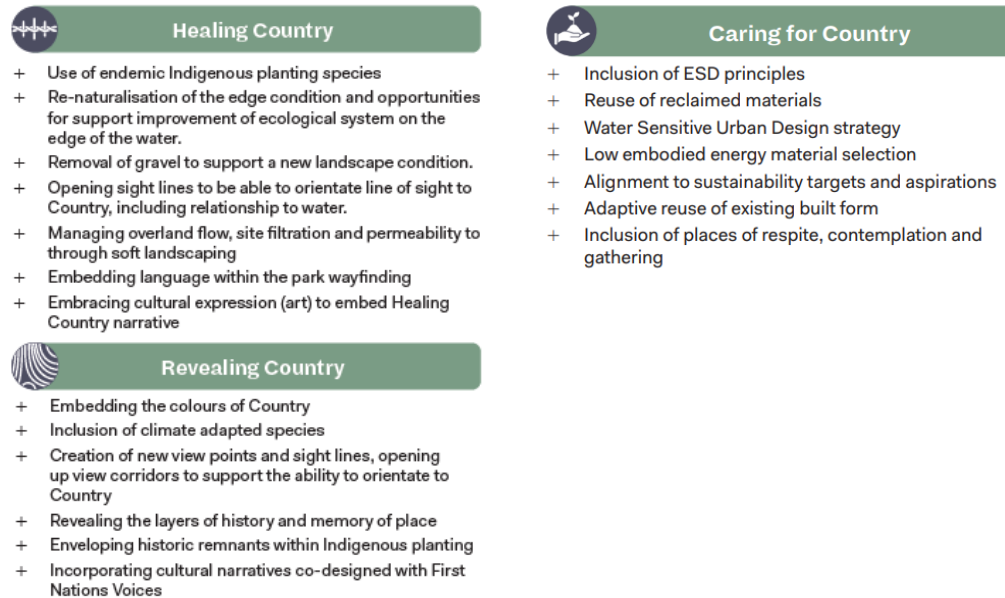 Healing Country
+ Use of endemic Indigenous planting species
+ Re-naturalisation of the edge condition and opportunities
for support improvement of ecological system on the
edge of the water.
+ Removal of gravel to support a new landscape condition.
+ Opening sight lines to be able to orientate line of sight to
Country, including relationship to water.
+ Managing overland flow, site filtration and permeability to
through soft landscaping
+ Embedding language within the park wayfinding
+ Embracing cultural expression (art) to embed Healing
Country narrative
Revealing Country
+ Embedding the colours of Country
+ Inclusion of climate adapted species
+ Creation of new view points and sight lines, opening
up view corridors to support the ability to orientate to
Country
+ Revealing the layers of history and memory of place
+ Enveloping historic remnants within Indigenous planting
+ Incorporating cultural narratives co-designed with First
Nations Voices
Caring for Country
+ Inclusion of ESD principles
+ Reuse of reclaimed materials
+ Water Sensitive Urban Design strategy
+ Low embodied energy material selection
+ Alignment to sustainability targets and aspirations
+ Adaptive reuse of existing built form
+ Inclusion of places of respite, contemplation and
gathering